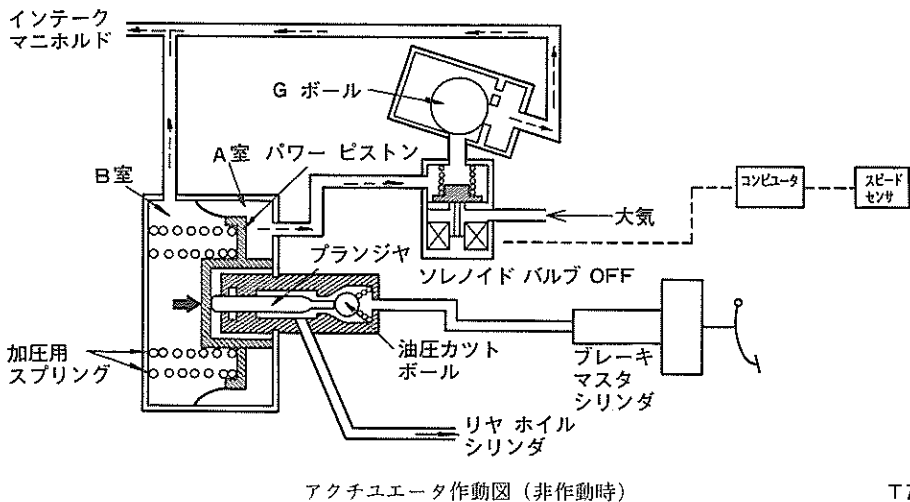 インテーク
マニホルド
G ボール
A室
パワー ピストン
B室
コンピュータ
スピード
センサ
大気
プランジヤ
ソレノイド バルブ OFF
加圧用
スプリング
油圧カツト
ボール
ブレーキ
マスタ
シリンダ
リヤ ホイル
シリンダ
アクチユエータ作動図（非作動時）